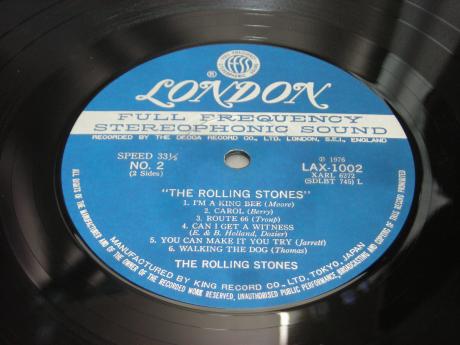 ® LONDON
FULL FREQUENCY
STEREOPHONIC SOUND
RECORDED BY THE DECCA RECORD CO., LTD. LONDON, S.E.I., ENGLAND
SPEED 33⅓
NO. 2
(2 Sides)
Ⓟ 1976
LAX-1002
XARL 6272
(SDLBT 745) L
"THE ROLLING STONES"
1. I'M A KING BEE (Moore)
2. CAROL (Berry)
3. ROUTE 66 (Troup)
4. CAN I GET A WITNESS
(E. & B. Holland, Dozier)
5. YOU CAN MAKE IT YOU TRY (Jarrett)
6. WALKING THE DOG (Thomas)
THE ROLLING STONES
MANUFACTURED BY KING RECORD CO., LTD, TOKYO, JAPAN
ALL RIGHTS OF THE MANUFACTURER AND OF THE OWNER OF THE RECORDED WORK RESERVED, UNAUTHORISED PUBLIC PERFORMANCE, BROADCASTING AND COPYING OF THIS RECORD PROHIBITED